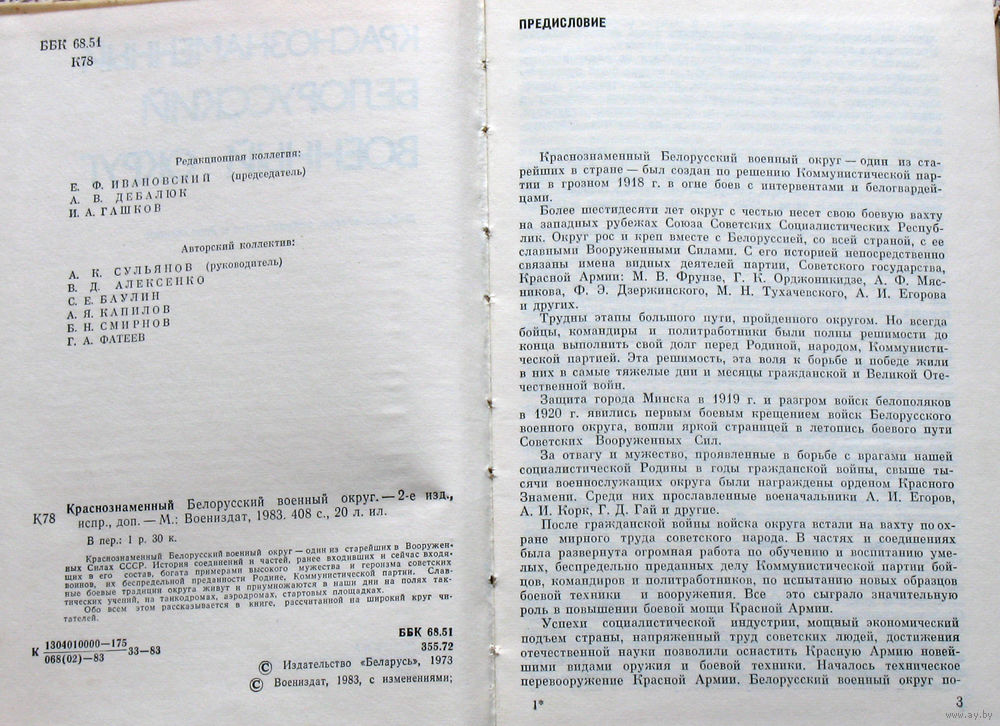 ББК 68.51
К78
Редакционная коллегия:
Е. Ф. ИВАНОВСКИЙ (председатель)
А. В. ДЕБАЛЮК
И. А. ГАШКОВ
Авторский коллектив:
А. К. СУЛЬЯНОВ (руководитель)
В. Д. АЛЕКСЕНКО
С. Е. БАУЛИН
А. Я. КАПИЛОВ
Б. Н. СМИРНОВ
Г. А. ФАТЕЕВ
Краснознаменный Белорусский военный округ. — 2-е изд.,
К78 испр., доп. — М.: Воениздат, 1983. 408 с., 20 л. ил.
В пер.: 1 р. 30 к.
Краснознаменный Белорусский военный округ — один из старейших в Вооружен-
ных Силах СССР. История соединений и частей, ранее входивших и сейчас входя-
щих в его состав, богата примерами высокого мужества и героизма советских
воинов, их беспредельной преданности Родине, Коммунистической партии. Слав-
ные боевые традиции округа живут и приумножаются в наши дни на полях так-
тических учений, на танкодромах, аэродромах, стартовых площадках.
Обо всем этом рассказывается в книге, рассчитанной на широкий круг чи-
тателей.
К 1304010000—175
068(02)—83 33—83
ББК 68.51
355.72
© Издательство «Беларусь», 1973
© Воениздат, 1983, с изменениями;
ПРЕДИСЛОВИЕ
Краснознаменный Белорусский военный округ — один из ста-
рейших в стране — был создан по решению Коммунистической пар-
тии в грозном 1918 г. в огне боев с интервентами и белогвардей-
цами.
Более шестидесяти лет округ с честью несет свою боевую вахту
на западных рубежах Союза Советских Социалистических Респуб-
лик. Округ рос и креп вместе с Белоруссией, со всей страной, с ее
славными Вооруженными Силами. С его историей непосредственно
связаны имена видных деятелей партии, Советского государства,
Красной Армии: М. В. Фрунзе, Г. К. Орджоникидзе, А. Ф. Мяс-
никова, Ф. Э. Дзержинского, М. Н. Тухачевского, А. И. Егорова
и других.
Трудны этапы большого пути, пройденного округом. Но всегда
бойцы, командиры и политработники были полны решимости до
конца выполнить свой долг перед Родиной, народом, Коммунисти-
ческой партией. Эта решимость, эта воля к борьбе и победе жили
в них в самые тяжелые дни и месяцы гражданской и Великой Оте-
чественной войн.
Защита города Минска в 1919 г. и разгром войск белополяков
в 1920 г. явились первым боевым крещением войск Белорусского
военного округа, вошли яркой страницей в летопись боевого пути
Советских Вооруженных Сил.
За отвагу и мужество, проявленные в борьбе с врагами нашей
социалистической Родины в годы гражданской войны, свыше ты-
сячи военнослужащих округа были награждены орденом Красного
Знамени. Среди них прославленные военачальники А. И. Егоров,
А. И. Корк, Г. Д. Гай и другие.
После гражданской войны войска округа встали на вахту по ох-
ране мирного труда советского народа. В частях и соединениях
была развернута огромная работа по обучению и воспитанию уме-
лых, беспредельно преданных делу Коммунистической партии бой-
цов, командиров и политработников, по испытанию новых образцов
боевой техники и вооружения. Все это сыграло значительную
роль в повышении боевой мощи Красной Армии.
Успехи социалистической индустрии, мощный экономический
подъем страны, напряженный труд советских людей, достижения
отечественной науки позволили оснастить Красную Армию новей-
шими видами оружия и боевой техники. Началось техническое
перевооружение Красной Армии. Белорусский военный округ по-
1*
3
www.ay.by